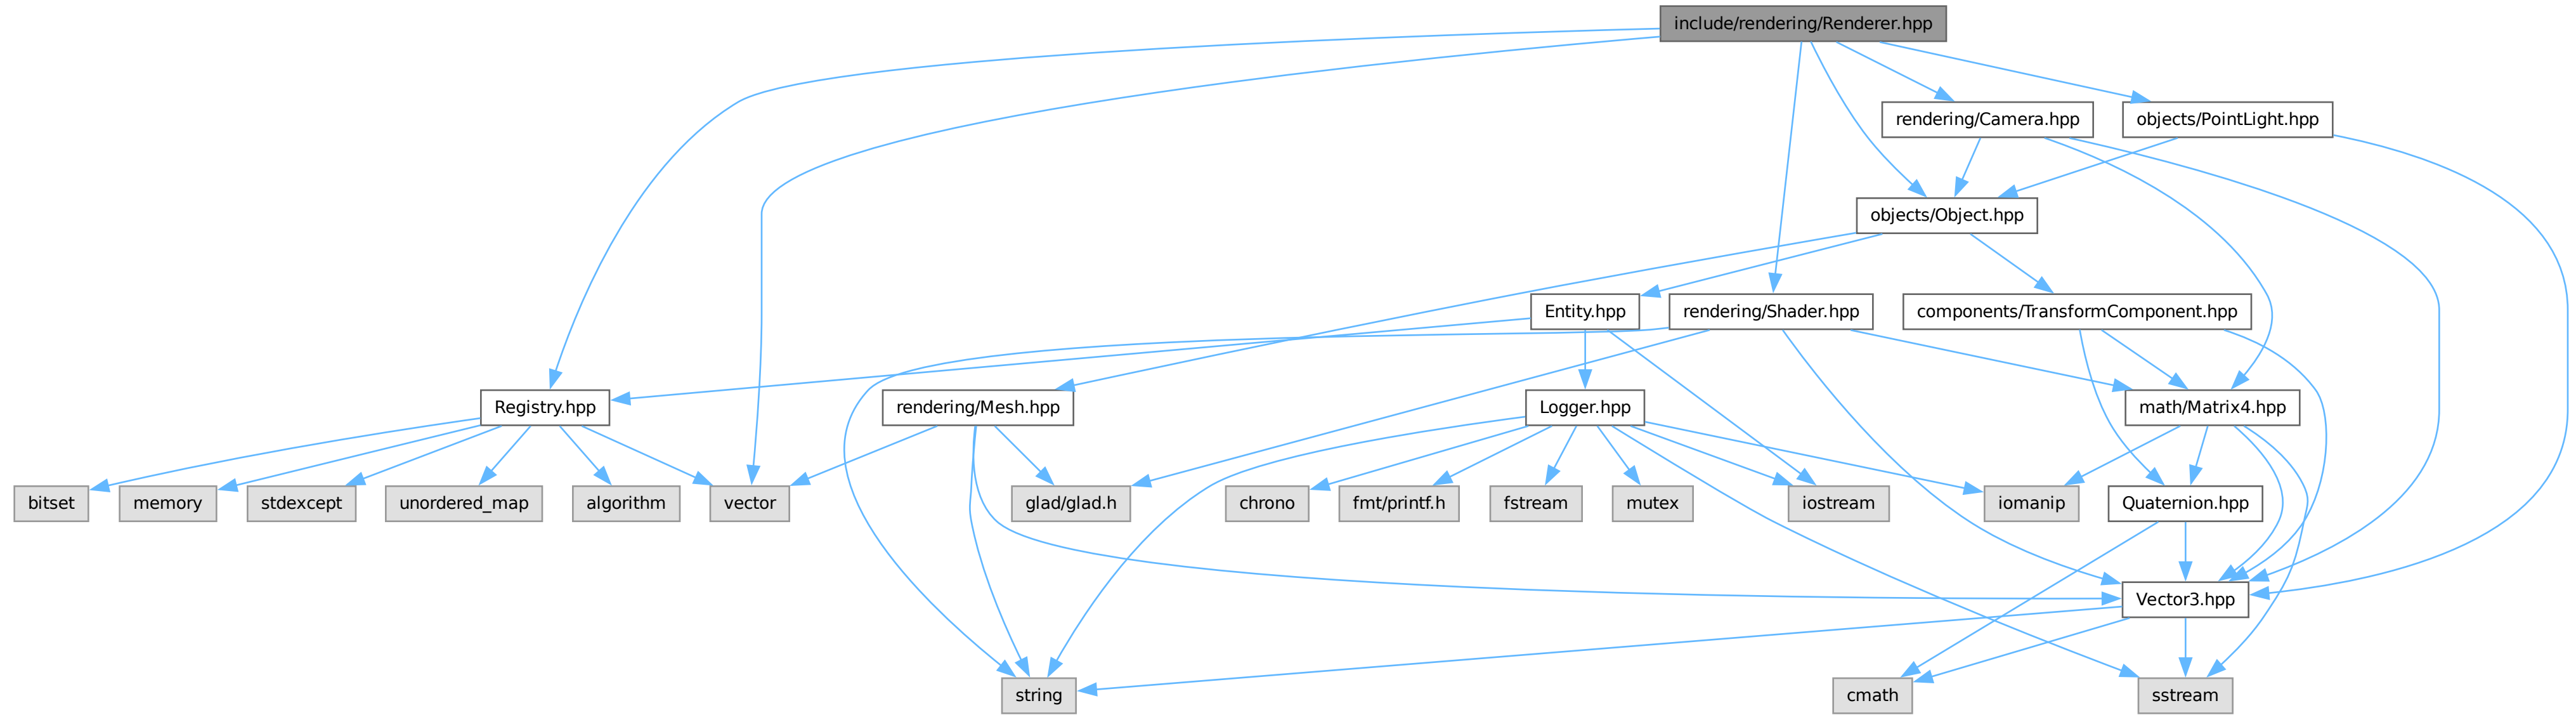 include/rendering/Renderer.hpp
rendering/Camera.hpp
objects/PointLight.hpp
objects/Object.hpp
Entity.hpp
rendering/Shader.hpp
components/TransformComponent.hpp
Registry.hpp
rendering/Mesh.hpp
Logger.hpp
math/Matrix4.hpp
bitset
memory
stdexcept
unordered_map
algorithm
vector
glad/glad.h
chrono
fmt/printf.h
fstream
mutex
iostream
iomanip
Quaternion.hpp
Vector3.hpp
string
cmath
sstream